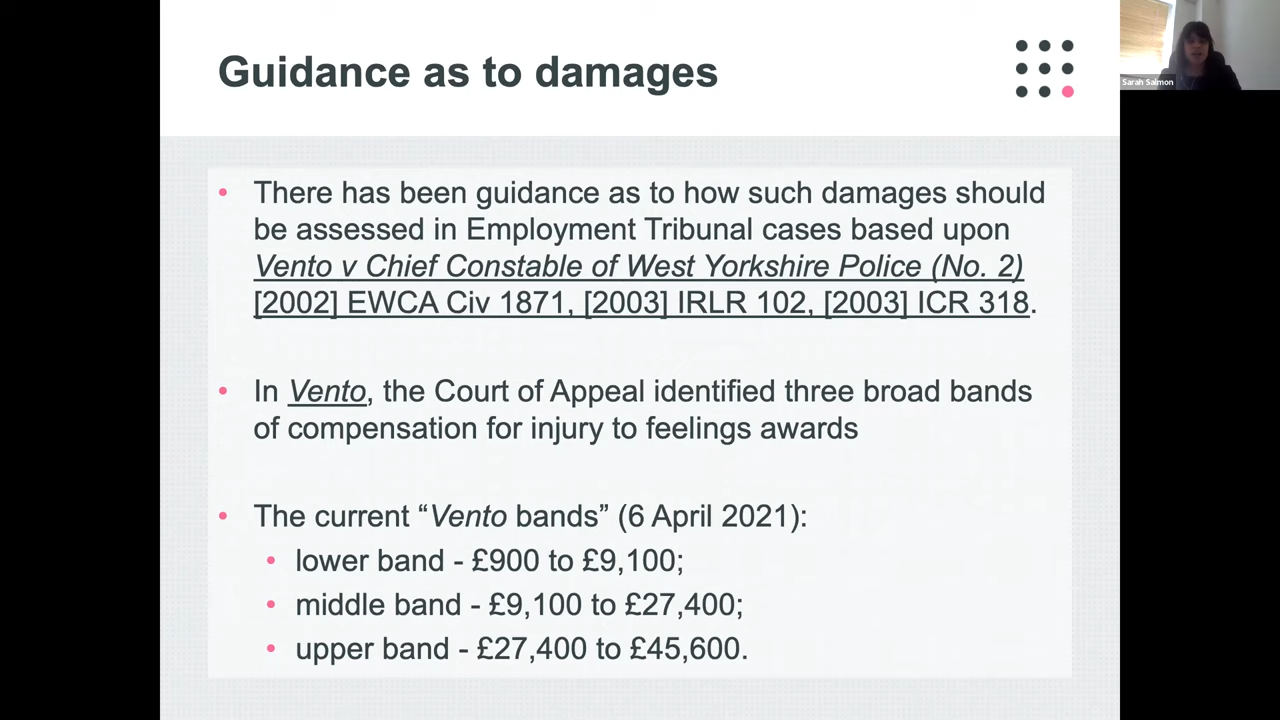 Guidance as to damages
Sarah Salmon
• There has been guidance as to how such damages should
be assessed in Employment Tribunal cases based upon
Vento v Chief Constable of West Yorkshire Police (No. 2)
[2002] EWCA Civ 1871, [2003] IRLR 102, [2003] ICR 318.
• In Vento, the Court of Appeal identified three broad bands
of compensation for injury to feelings awards
• The current “Vento bands” (6 April 2021):
• lower band - £900 to £9,100;
• middle band - £9,100 to £27,400;
• upper band - £27,400 to £45,600.